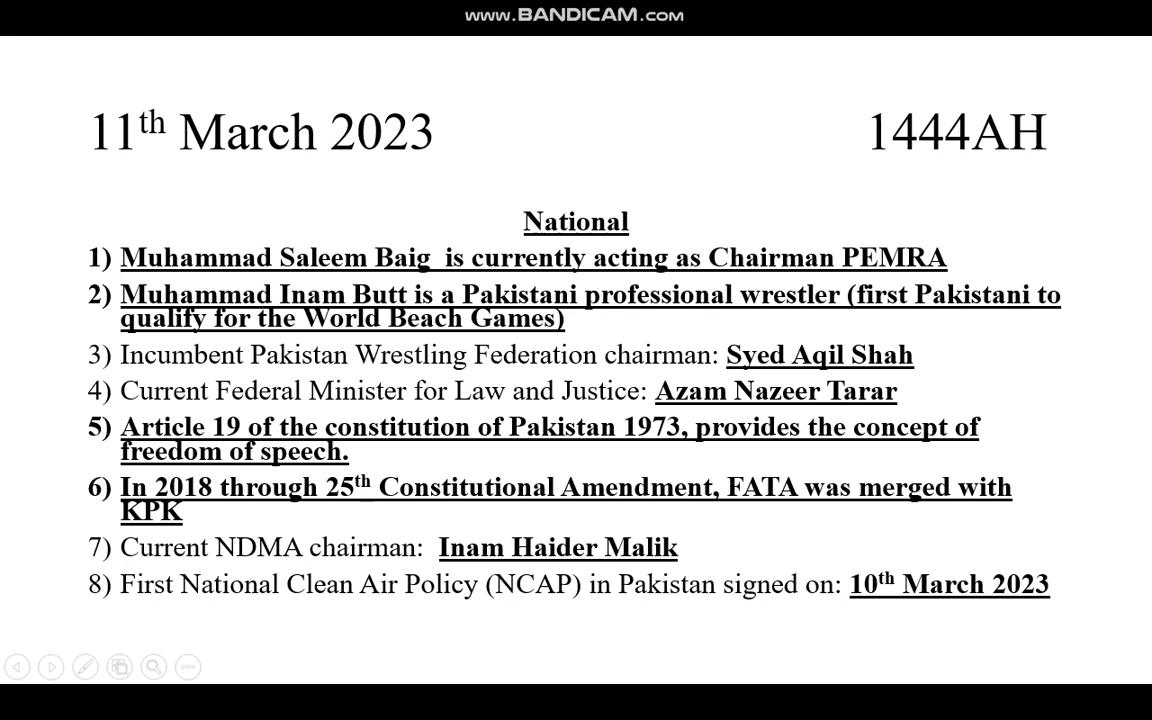 www.BANDICAM.com
11th March 2023 1444AH
National
1) Muhammad Saleem Baig is currently acting as Chairman PEMRA
2) Muhammad Inam Butt is a Pakistani professional wrestler (first Pakistani to
qualify for the World Beach Games)
3) Incumbent Pakistan Wrestling Federation chairman: Syed Aqil Shah
4) Current Federal Minister for Law and Justice: Azam Nazeer Tarar
5) Article 19 of the constitution of Pakistan 1973, provides the concept of
freedom of speech.
6) In 2018 through 25th Constitutional Amendment, FATA was merged with
KPK
7) Current NDMA chairman: Inam Haider Malik
8) First National Clean Air Policy (NCAP) in Pakistan signed on: 10th March 2023